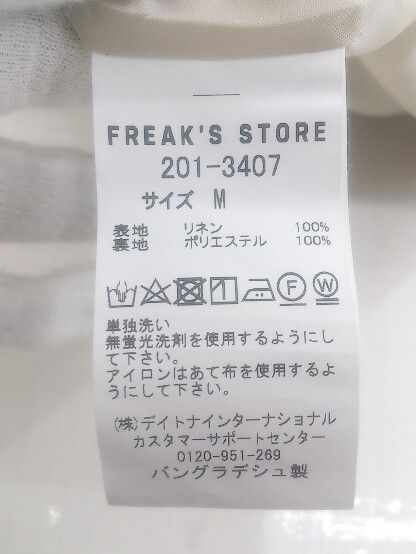 FREAK'S STORE
201-3407
サイズ M
表地 リネン 100%
裏地 ポリエステル 100%
F W
単独洗い
無蛍光洗剤を使用するようにし
て下さい。
アイロンはあて布を使用するよ
うにして下さい。
(株)デイトナインターナショナル
カスタマーサポートセンター
0120-951-269
バングラデシュ製